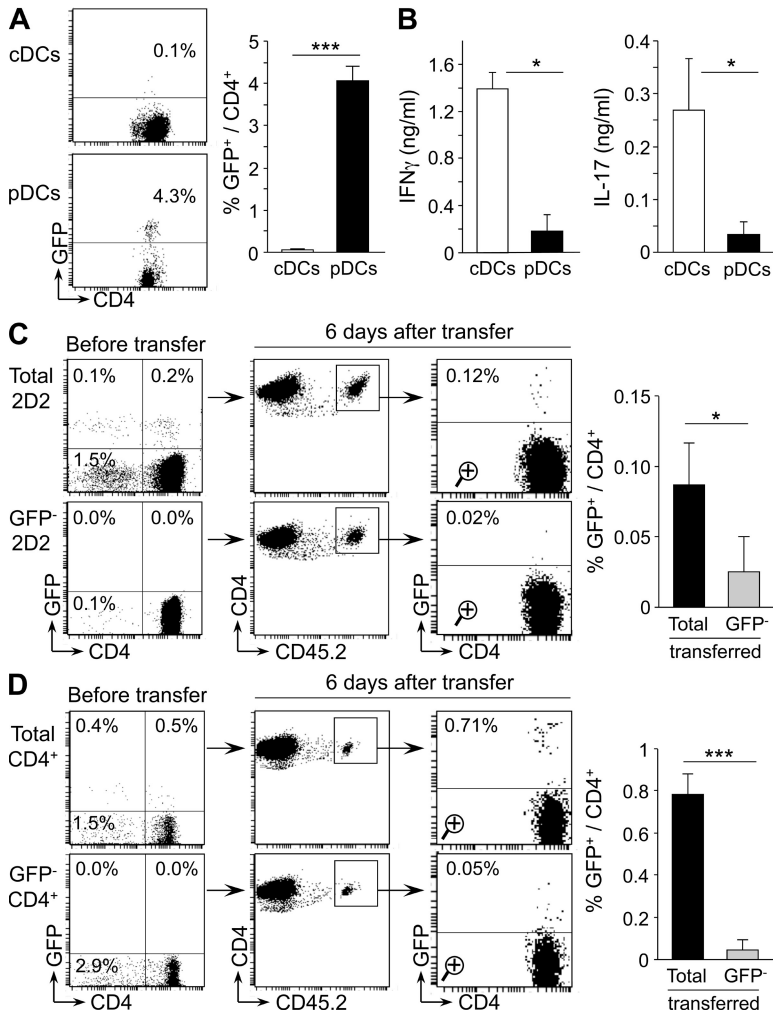 A
cDCs
0.1%
pDCs
4.3%
GFP
CD4
% GFP⁺ / CD4⁺
5
4
3
2
1
0
***
cDCs pDCs
B
IFNγ (ng/ml)
1.6
1.2
0.8
0.4
0
*
cDCs pDCs
IL-17 (ng/ml)
0.4
0.3
0.2
0.1
0
*
cDCs pDCs
C
Before transfer
6 days after transfer
Total
2D2
0.1% 0.2%
1.5%
0.12%
GFP⁻
2D2
0.0% 0.0%
0.1%
0.02%
GFP
CD4
CD4
CD45.2
GFP
CD4
% GFP⁺ / CD4⁺
0.15
0.10
0.05
0
*
Total GFP⁻
transferred
D
Before transfer
6 days after transfer
Total
CD4⁺
0.4% 0.5%
1.5%
0.71%
GFP⁻
CD4⁺
0.0% 0.0%
2.9%
0.05%
GFP
CD4
CD4
CD45.2
GFP
CD4
% GFP⁺ / CD4⁺
1
0.8
0.6
0.4
0.2
0
***
Total GFP⁻
transferred